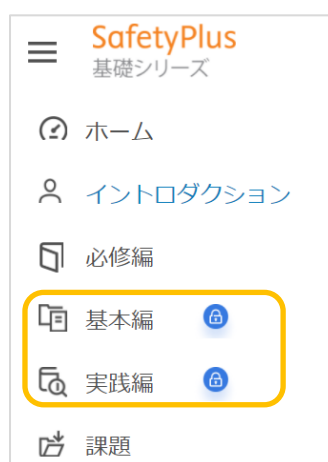 SafetyPlus
基礎シリーズ
ホーム
イントロダクション
必修編
基本編
実践編
課題